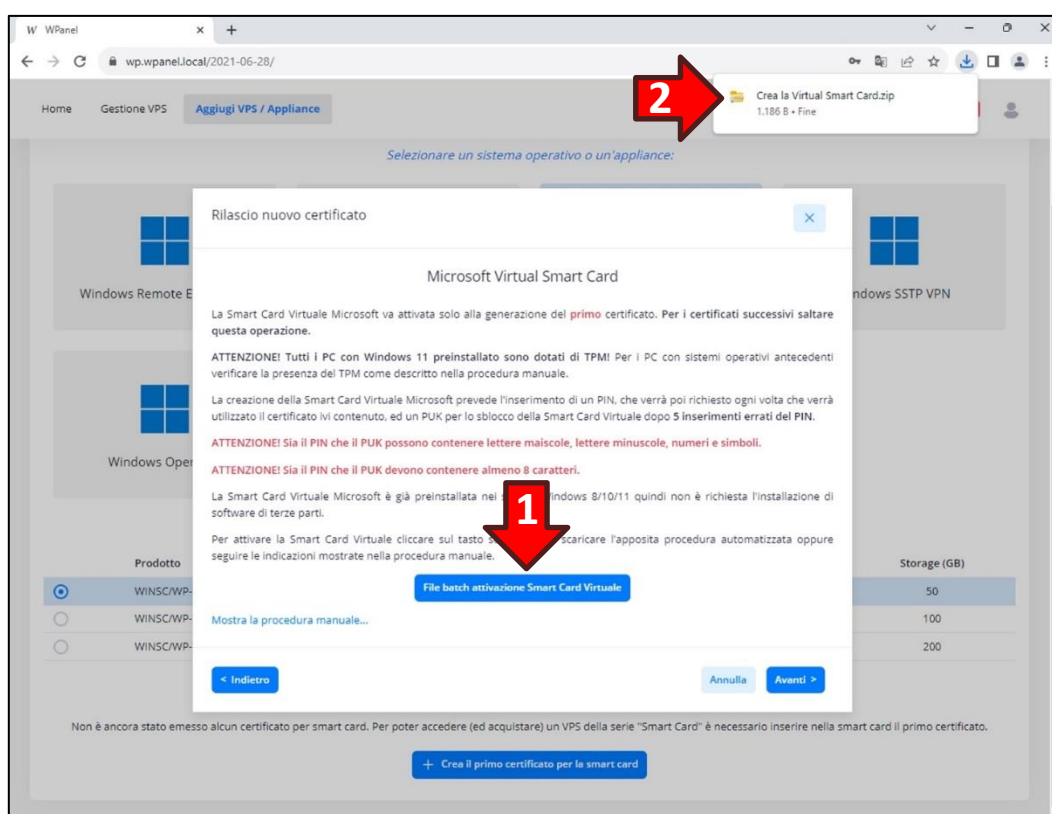 W WPanel
wp.wpanel.local/2021-06-28/
Home Gestione VPS Aggiugi VPS / Appliance
2
Crea la Virtual Smart Card.zip
1.186 B • Fine
Selezionare un sistema operativo o un'appliance:
Windows Remote E
ndows SSTP VPN
Windows Oper
Rilascio nuovo certificato
Microsoft Virtual Smart Card
La Smart Card Virtuale Microsoft va attivata solo alla generazione del primo certificato. Per i certificati successivi saltare
questa operazione.
ATTENZIONE! Tutti i PC con Windows 11 preinstallato sono dotati di TPM! Per i PC con sistemi operativi antecedenti
verificare la presenza del TPM come descritto nella procedura manuale.
La creazione della Smart Card Virtuale Microsoft prevede l'inserimento di un PIN, che verrà poi richiesto ogni volta che verrà
utilizzato il certificato ivi contenuto, ed un PUK per lo sblocco della Smart Card Virtuale dopo 5 inserimenti errati del PIN.
ATTENZIONE! Sia il PIN che il PUK possono contenere lettere maiscole, lettere minuscole, numeri e simboli.
ATTENZIONE! Sia il PIN che il PUK devono contenere almeno 8 caratteri.
La Smart Card Virtuale Microsoft è già preinstallata nei s Windows 8/10/11 quindi non è richiesta l'installazione di
software di terze parti.
1
Per attivare la Smart Card Virtuale cliccare sul tasto scaricare l'apposita procedura automatizzata oppure
seguire le indicazioni mostrate nella procedura manuale.
File batch attivazione Smart Card Virtuale
Mostra la procedura manuale...
< Indietro
Annulla
Avanti >
Prodotto Storage (GB)
WINSC/WP- 50
WINSC/WP- 100
WINSC/WP- 200
Non è ancora stato emesso alcun certificato per smart card. Per poter accedere (ed acquistare) un VPS della serie "Smart Card" è necessario inserire nella smart card il primo certificato.
+ Crea il primo certificato per la smart card